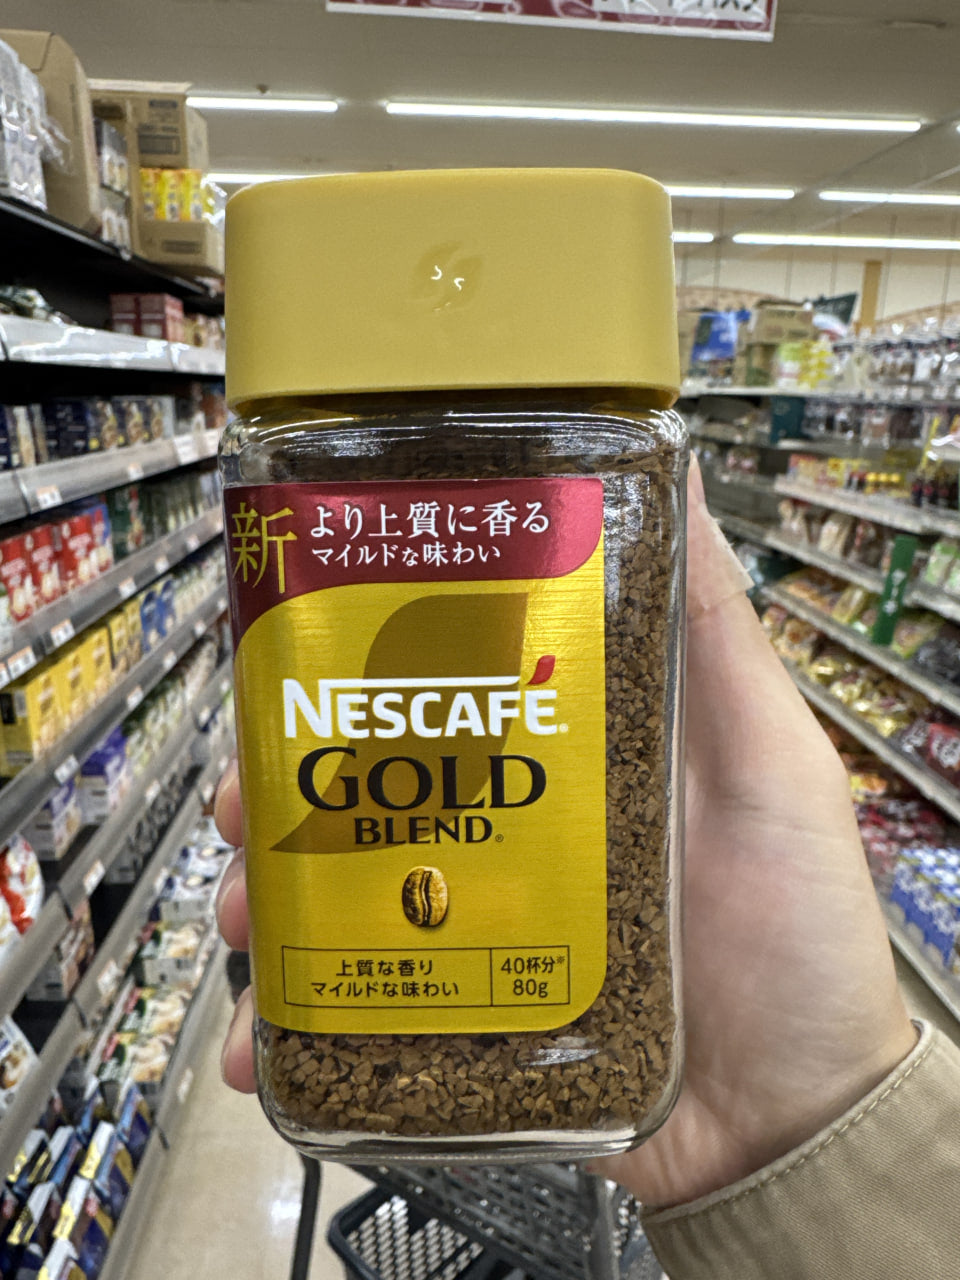 新
より上質に香る
マイルドな味わい
NESCAFÉ®
GOLD
BLEND®
上質な香り
マイルドな味わい
40杯分※
80g